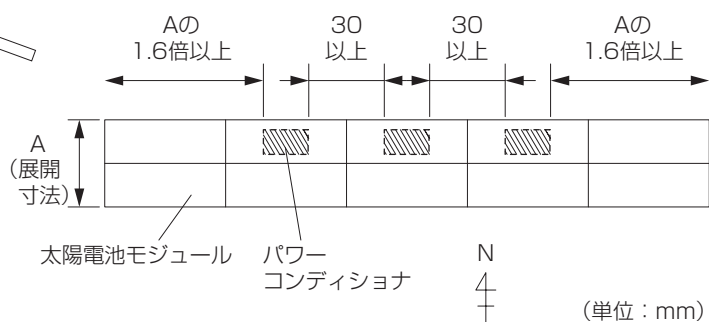 Aの
1.6倍以上
30
以上
30
以上
Aの
1.6倍以上
A
（展開
寸法）
太陽電池モジュール
パワー
コンディショナ
N
（単位：mm）